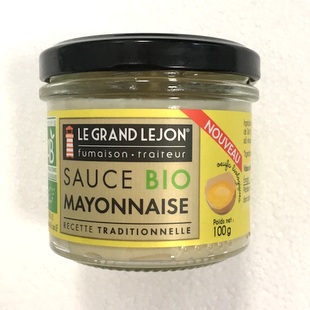 LE GRAND LEJON®
fumaison • traiteur
NOUVEAU
SAUCE BIO
MAYONNAISE
RECETTE TRADITIONNELLE
Poids net :
100g